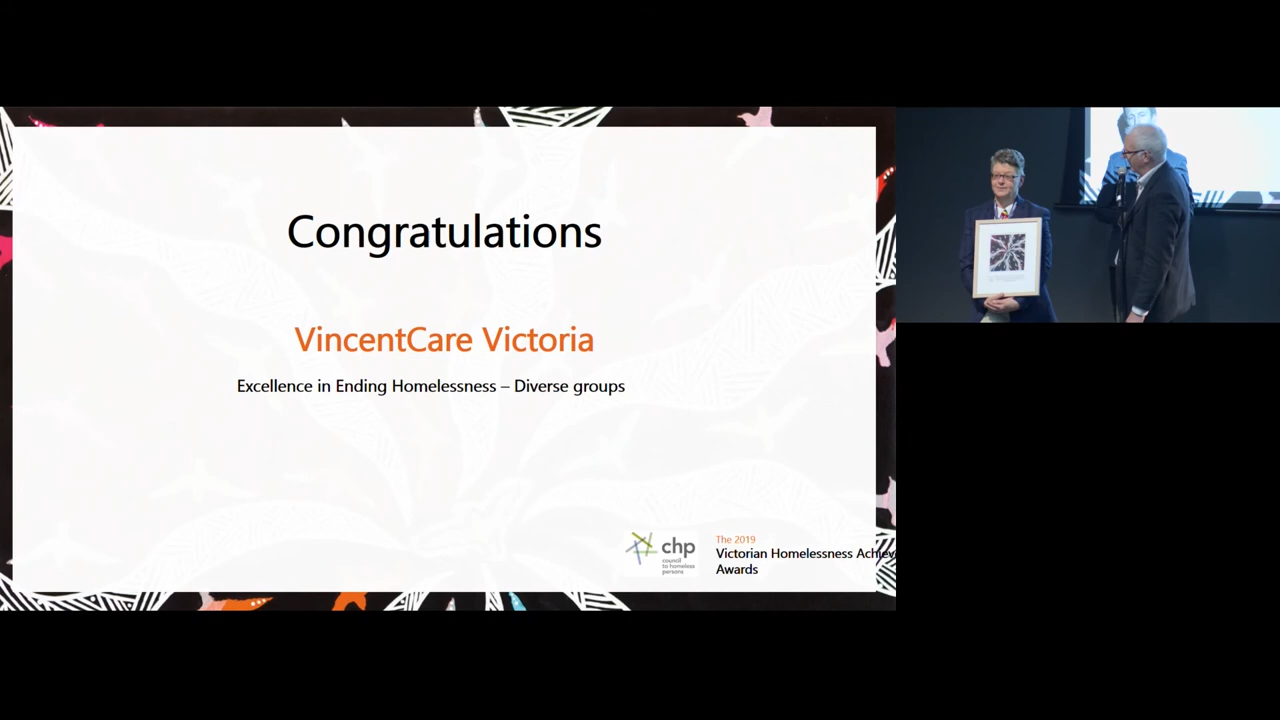 Congratulations
VincentCare Victoria
Excellence in Ending Homelessness – Diverse groups
chp
council
to homeless
persons
The 2019
Victorian Homelessness Achiev
Awards